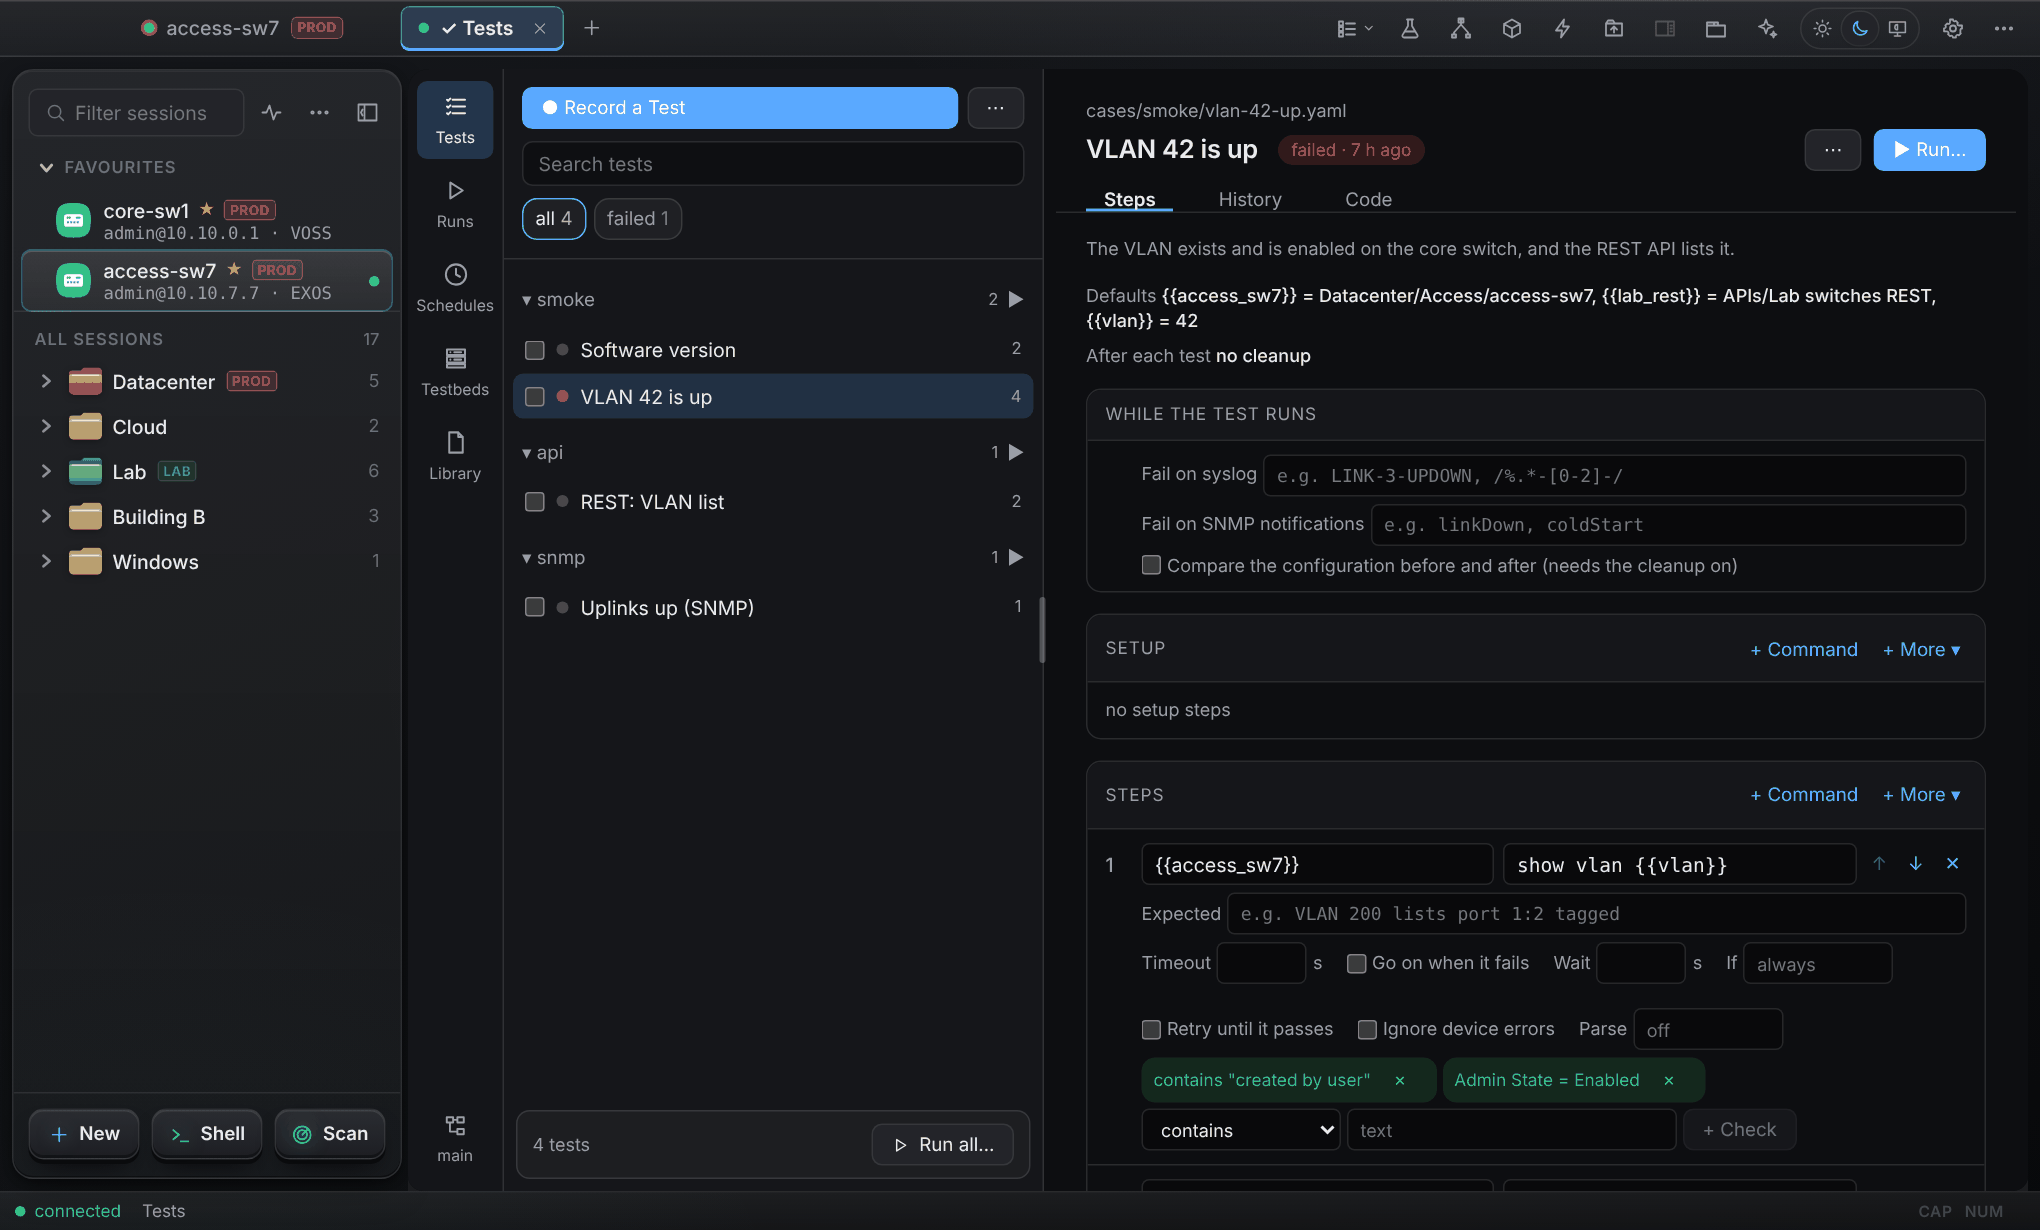 access-sw7 PROD
✓ Tests ×
Filter sessions
FAVOURITES
core-sw1 ★ PROD
admin@10.10.0.1 · VOSS
access-sw7 ★ PROD
admin@10.10.7.7 · EXOS
ALL SESSIONS 17
Datacenter PROD 5
Cloud 2
Lab LAB 6
Building B 3
Windows 1
+ New
>_ Shell
Scan
Tests
Runs
Schedules
Testbeds
Library
main
Record a Test
Search tests
all 4
failed 1
smoke 2
Software version 2
VLAN 42 is up 4
api 1
REST: VLAN list 2
snmp 1
Uplinks up (SNMP) 1
4 tests
Run all...
cases/smoke/vlan-42-up.yaml
VLAN 42 is up failed · 7 h ago
Run...
Steps History Code
The VLAN exists and is enabled on the core switch, and the REST API lists it.
Defaults {{access_sw7}} = Datacenter/Access/access-sw7, {{lab_rest}} = APIs/Lab switches REST,
{{vlan}} = 42
After each test no cleanup
WHILE THE TEST RUNS
Fail on syslog e.g. LINK-3-UPDOWN, /%.*-[0-2]-/
Fail on SNMP notifications e.g. linkDown, coldStart
Compare the configuration before and after (needs the cleanup on)
SETUP + Command + More ▾
no setup steps
STEPS + Command + More ▾
1 {{access_sw7}} show vlan {{vlan}} ↑ ↓ ×
Expected e.g. VLAN 200 lists port 1:2 tagged
Timeout s Go on when it fails Wait s If always
Retry until it passes Ignore device errors Parse off
contains "created by user" × Admin State = Enabled ×
contains text + Check
connected Tests
CAP NUM